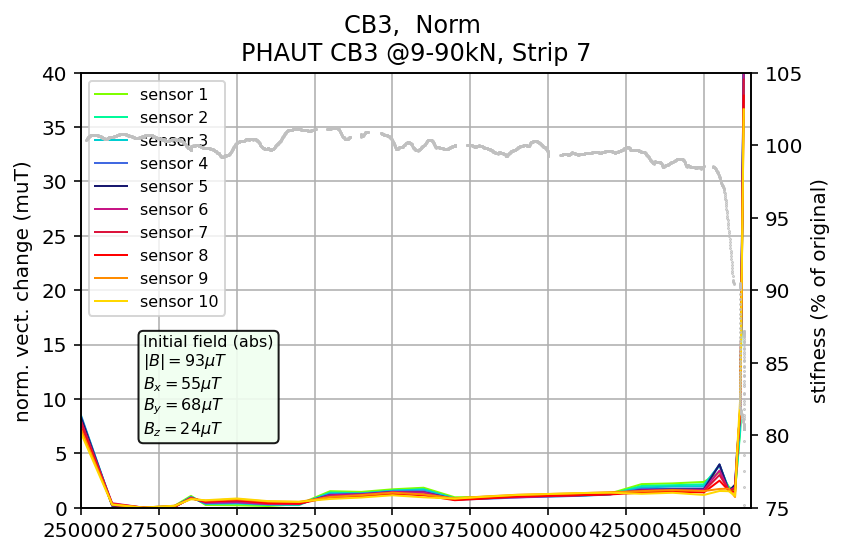 CB3,  Norm
PHAUT CB3 @9-90kN, Strip 7
norm. vect. change (muT)
40
35
30
25
20
15
10
5
0
sensor 1
sensor 2
sensor 3
sensor 4
sensor 5
sensor 6
sensor 7
sensor 8
sensor 9
sensor 10
Initial field (abs)
|B| = 93μT
Bx = 55μT
By = 68μT
Bz = 24μT
105
100
95
90
85
80
75
stifness (% of original)
250000 275000 300000 325000 350000 375000 400000 425000 450000